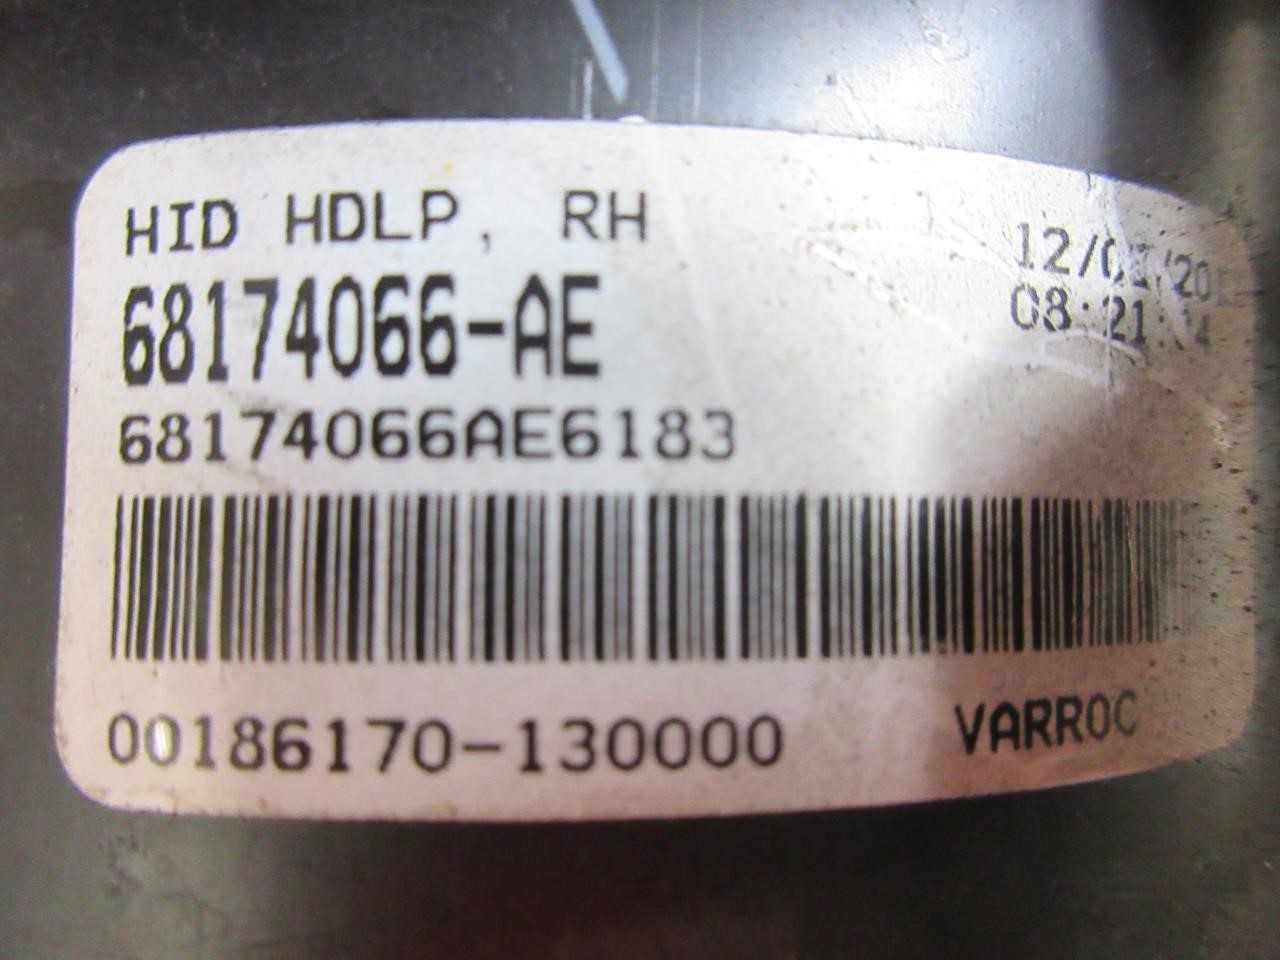 HID HDLP, RH
68174066-AE
68174066AE6183
00186170-130000
VARROC